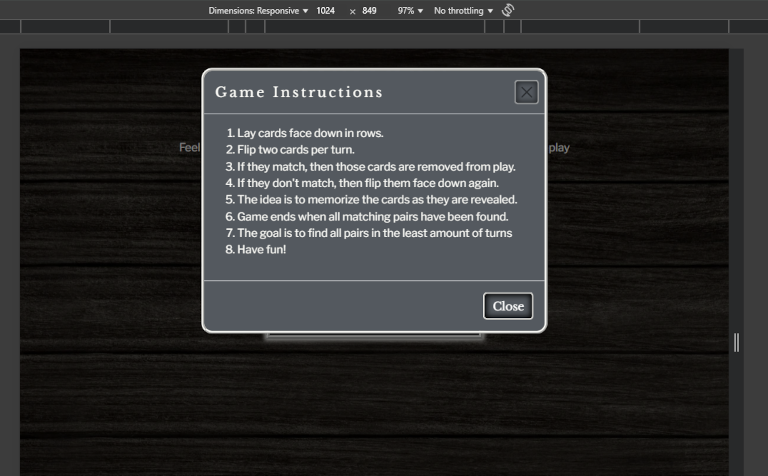 Dimensions: Responsive 1024 × 849 97% No throttling
Game Instructions
Feel
play
1. Lay cards face down in rows.
2. Flip two cards per turn.
3. If they match, then those cards are removed from play.
4. If they don't match, then flip them face down again.
5. The idea is to memorize the cards as they are revealed.
6. Game ends when all matching pairs have been found.
7. The goal is to find all pairs in the least amount of turns
8. Have fun!
Close